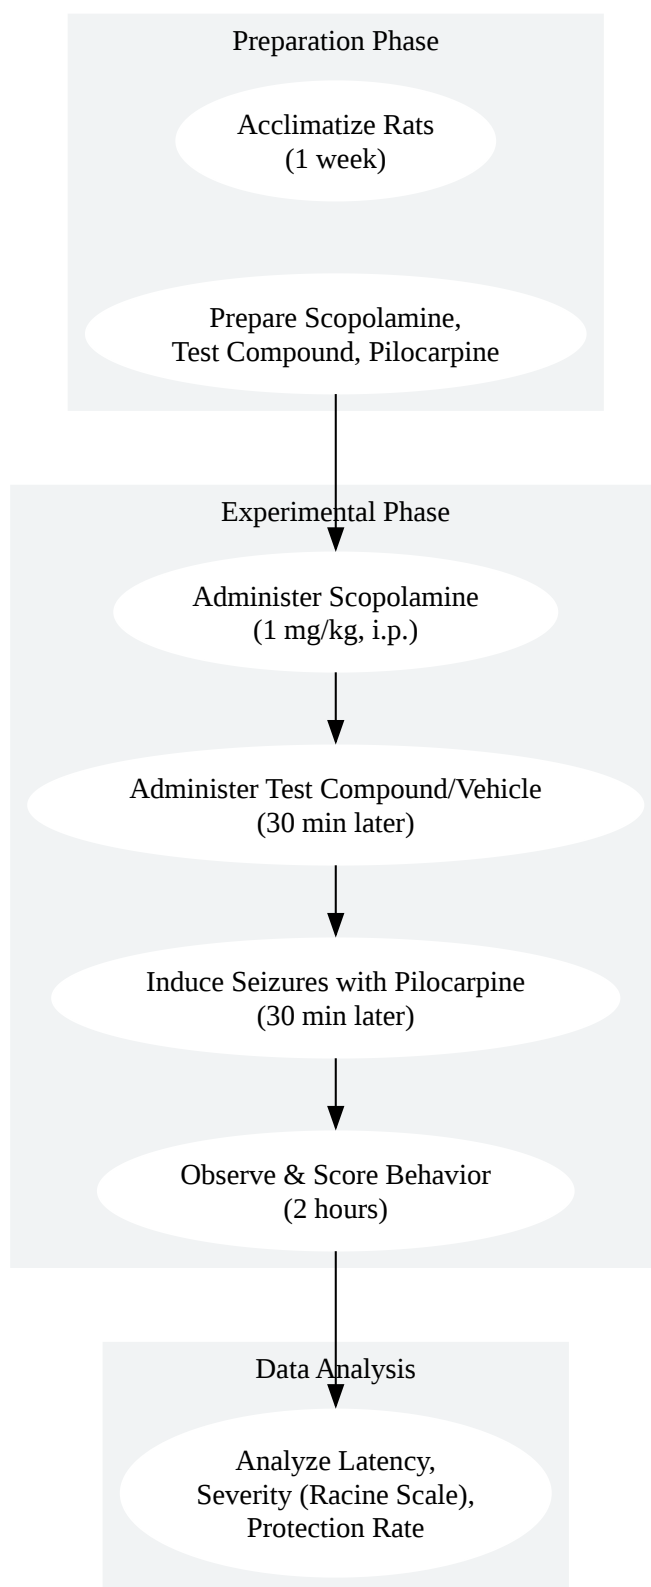 Preparation Phase
Acclimatize Rats
(1 week)
Prepare Scopolamine,
Test Compound, Pilocarpine
Experimental Phase
Administer Scopolamine
(1 mg/kg, i.p.)
Administer Test Compound/Vehicle
(30 min later)
Induce Seizures with Pilocarpine
(30 min later)
Observe & Score Behavior
(2 hours)
Data Analysis
Analyze Latency,
Severity (Racine Scale),
Protection Rate